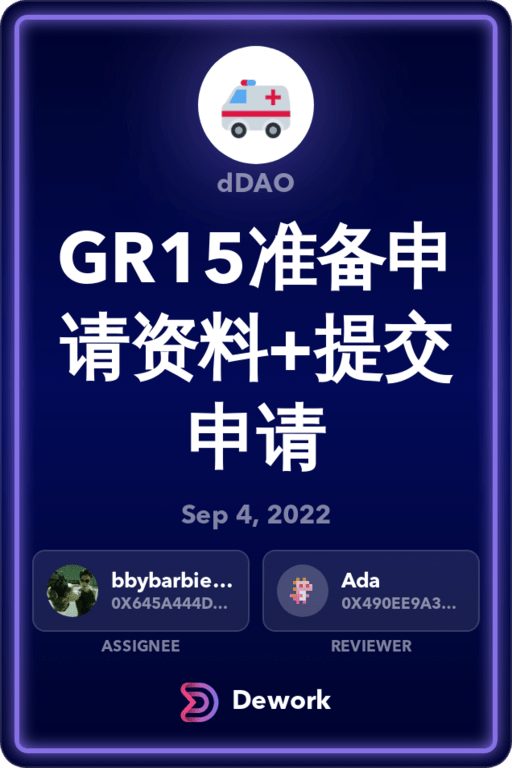 dDAO
GR15准备申
请资料+提交
申请
Sep 4, 2022
bbybarbie...
0X645A444D...
ASSIGNEE
Ada
0X490EE9A3...
REVIEWER
Dework